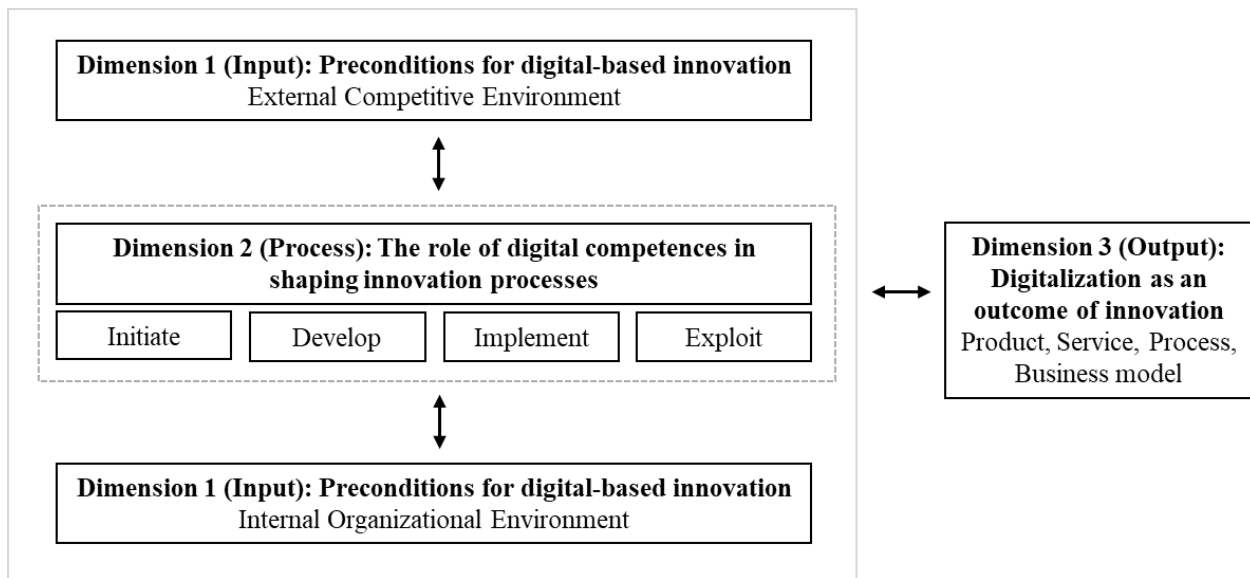 Dimension 1 (Input): Preconditions for digital-based innovation
External Competitive Environment
Dimension 2 (Process): The role of digital competences in
shaping innovation processes
Initiate
Develop
Implement
Exploit
Dimension 1 (Input): Preconditions for digital-based innovation
Internal Organizational Environment
Dimension 3 (Output):
Digitalization as an
outcome of innovation
Product, Service, Process,
Business model